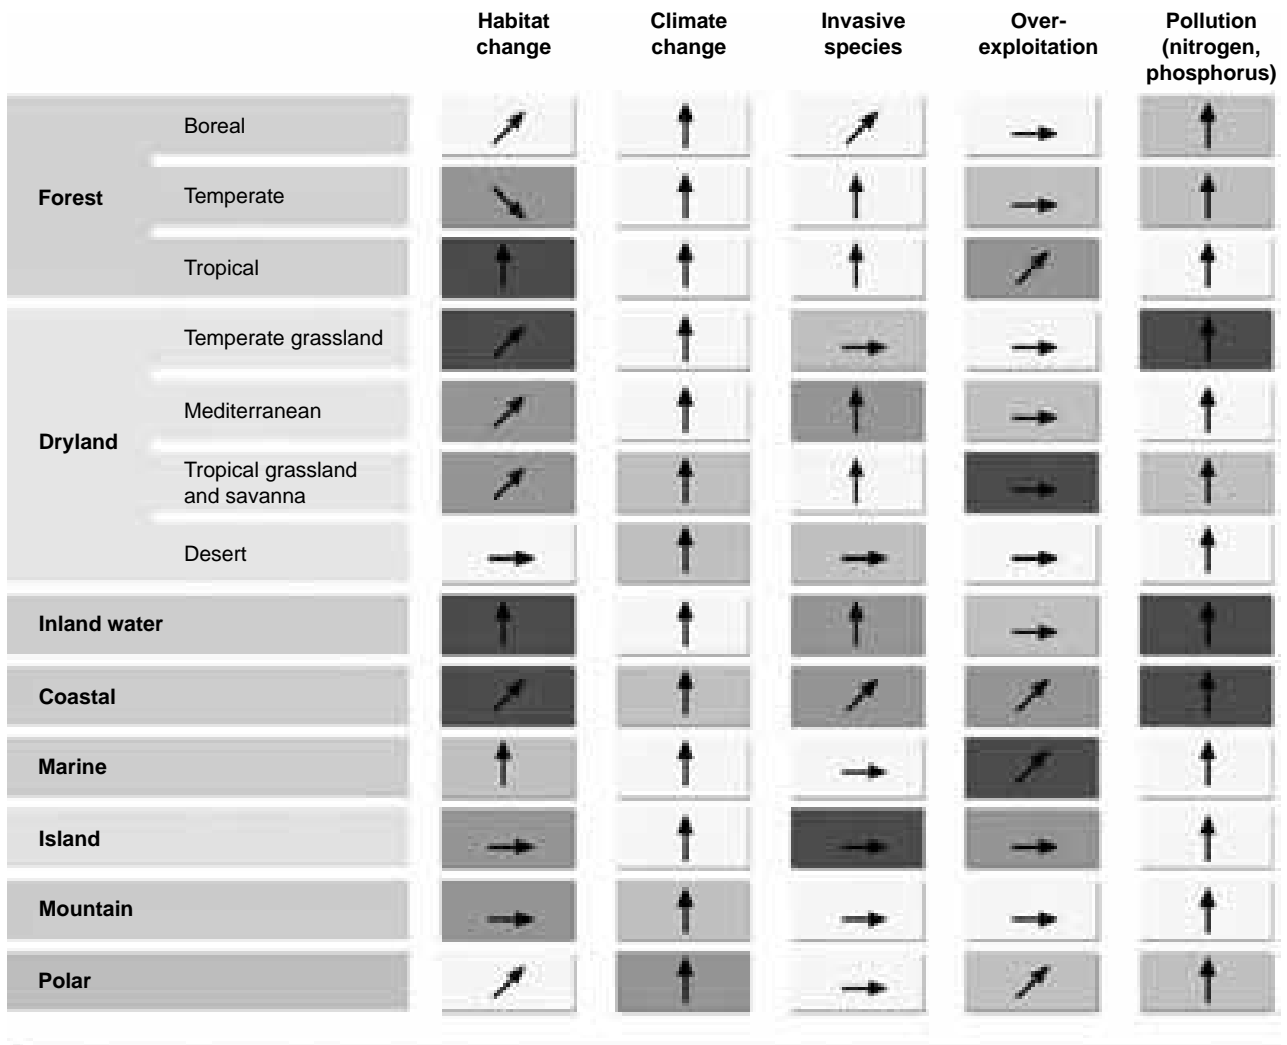 Habitat
change
Climate
change
Invasive
species
Over-
exploitation
Pollution
(nitrogen,
phosphorus)
Forest
Boreal
Temperate
Tropical
Dryland
Temperate grassland
Mediterranean
Tropical grassland
and savanna
Desert
Inland water
Coastal
Marine
Island
Mountain
Polar